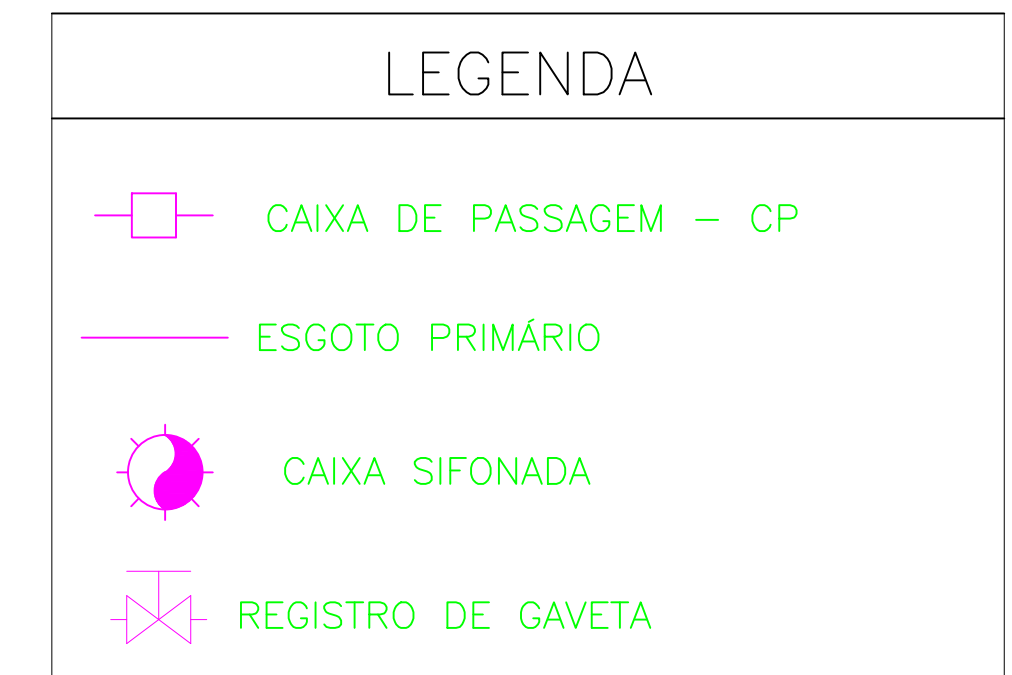 LEGENDA
CAIXA DE PASSAGEM – CP
ESGOTO PRIMÁRIO
CAIXA SIFONADA
REGISTRO DE GAVETA